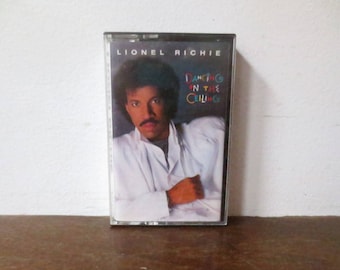 LIONEL RICHIE
DANCING
ON THE
CEILING